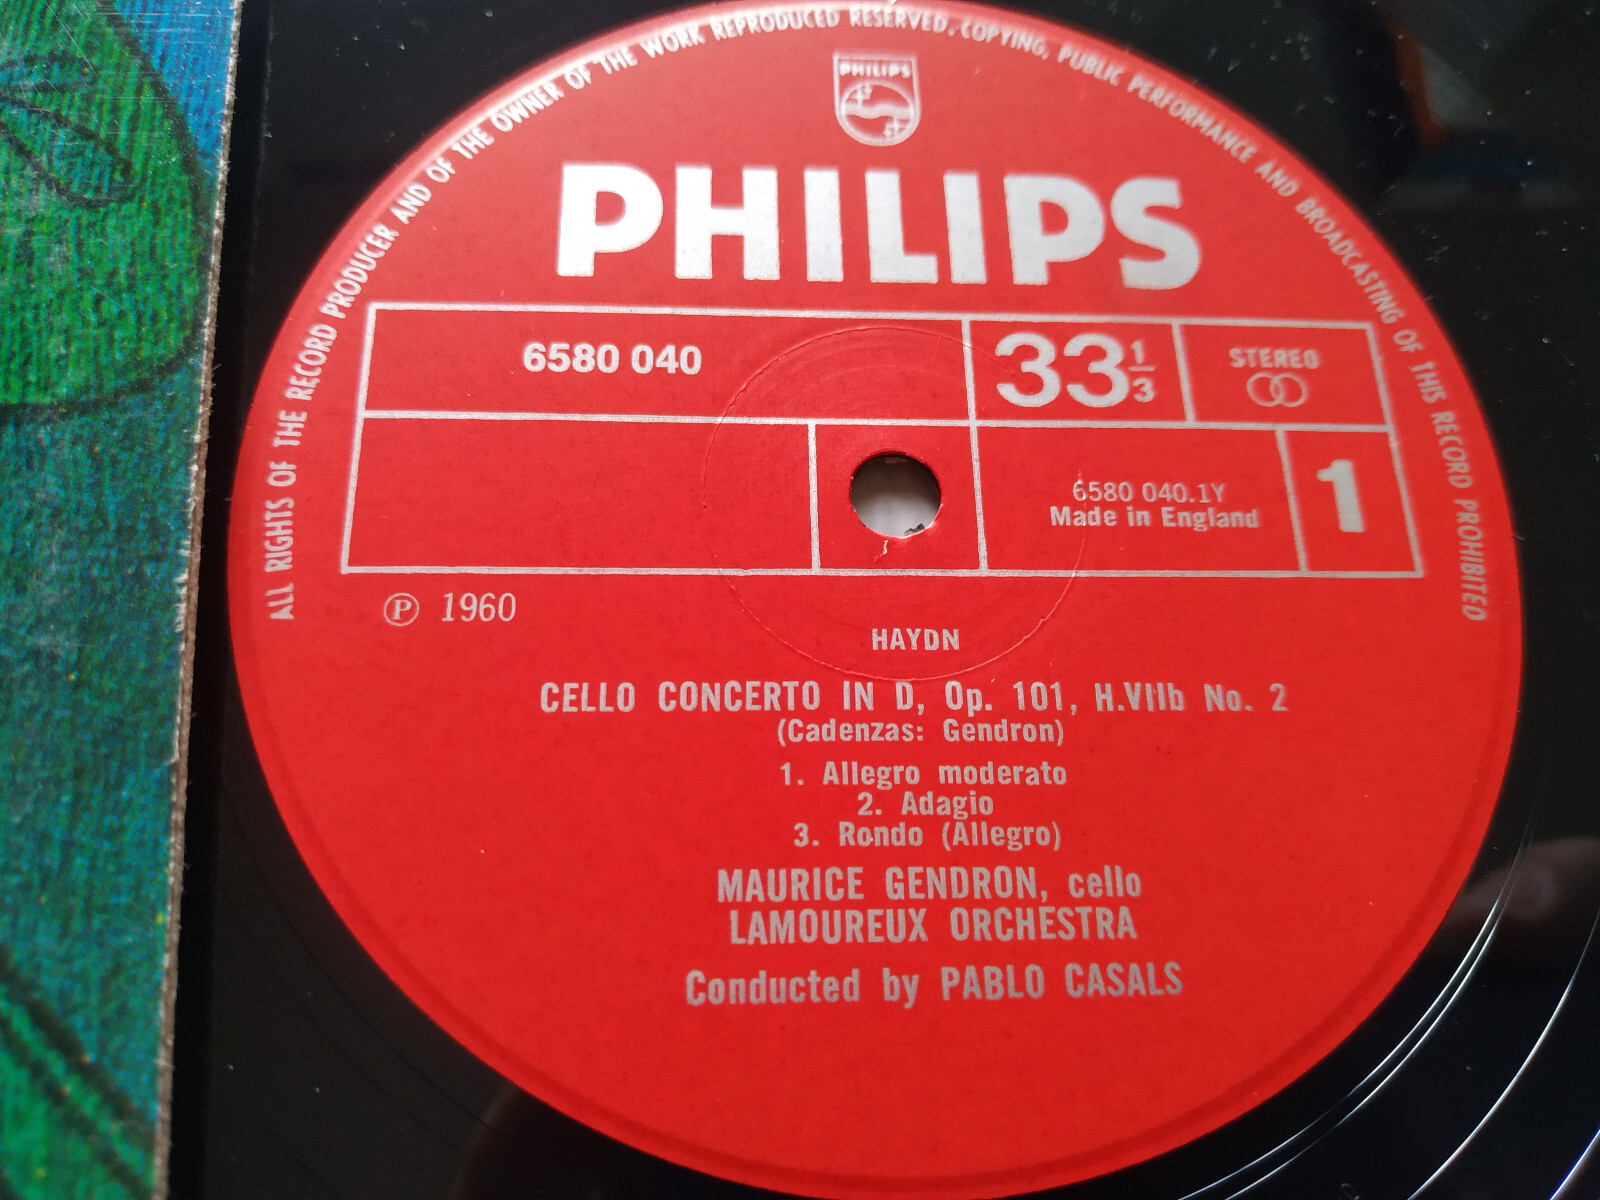 ALL RIGHTS OF THE RECORD PRODUCER AND OF THE OWNER OF THE WORK REPRODUCED RESERVED. COPYING, PUBLIC PERFORMANCE AND BROADCASTING OF THIS RECORD PROHIBITED
PHILIPS
PHILIPS
6580 040
33 1/3
STEREO
6580 040.1Y
Made in England
1
℗ 1960
HAYDN
CELLO CONCERTO IN D, Op. 101, H.VIIb No. 2
(Cadenzas: Gendron)
1. Allegro moderato
2. Adagio
3. Rondo (Allegro)
MAURICE GENDRON, cello
LAMOUREUX ORCHESTRA
Conducted by PABLO CASALS